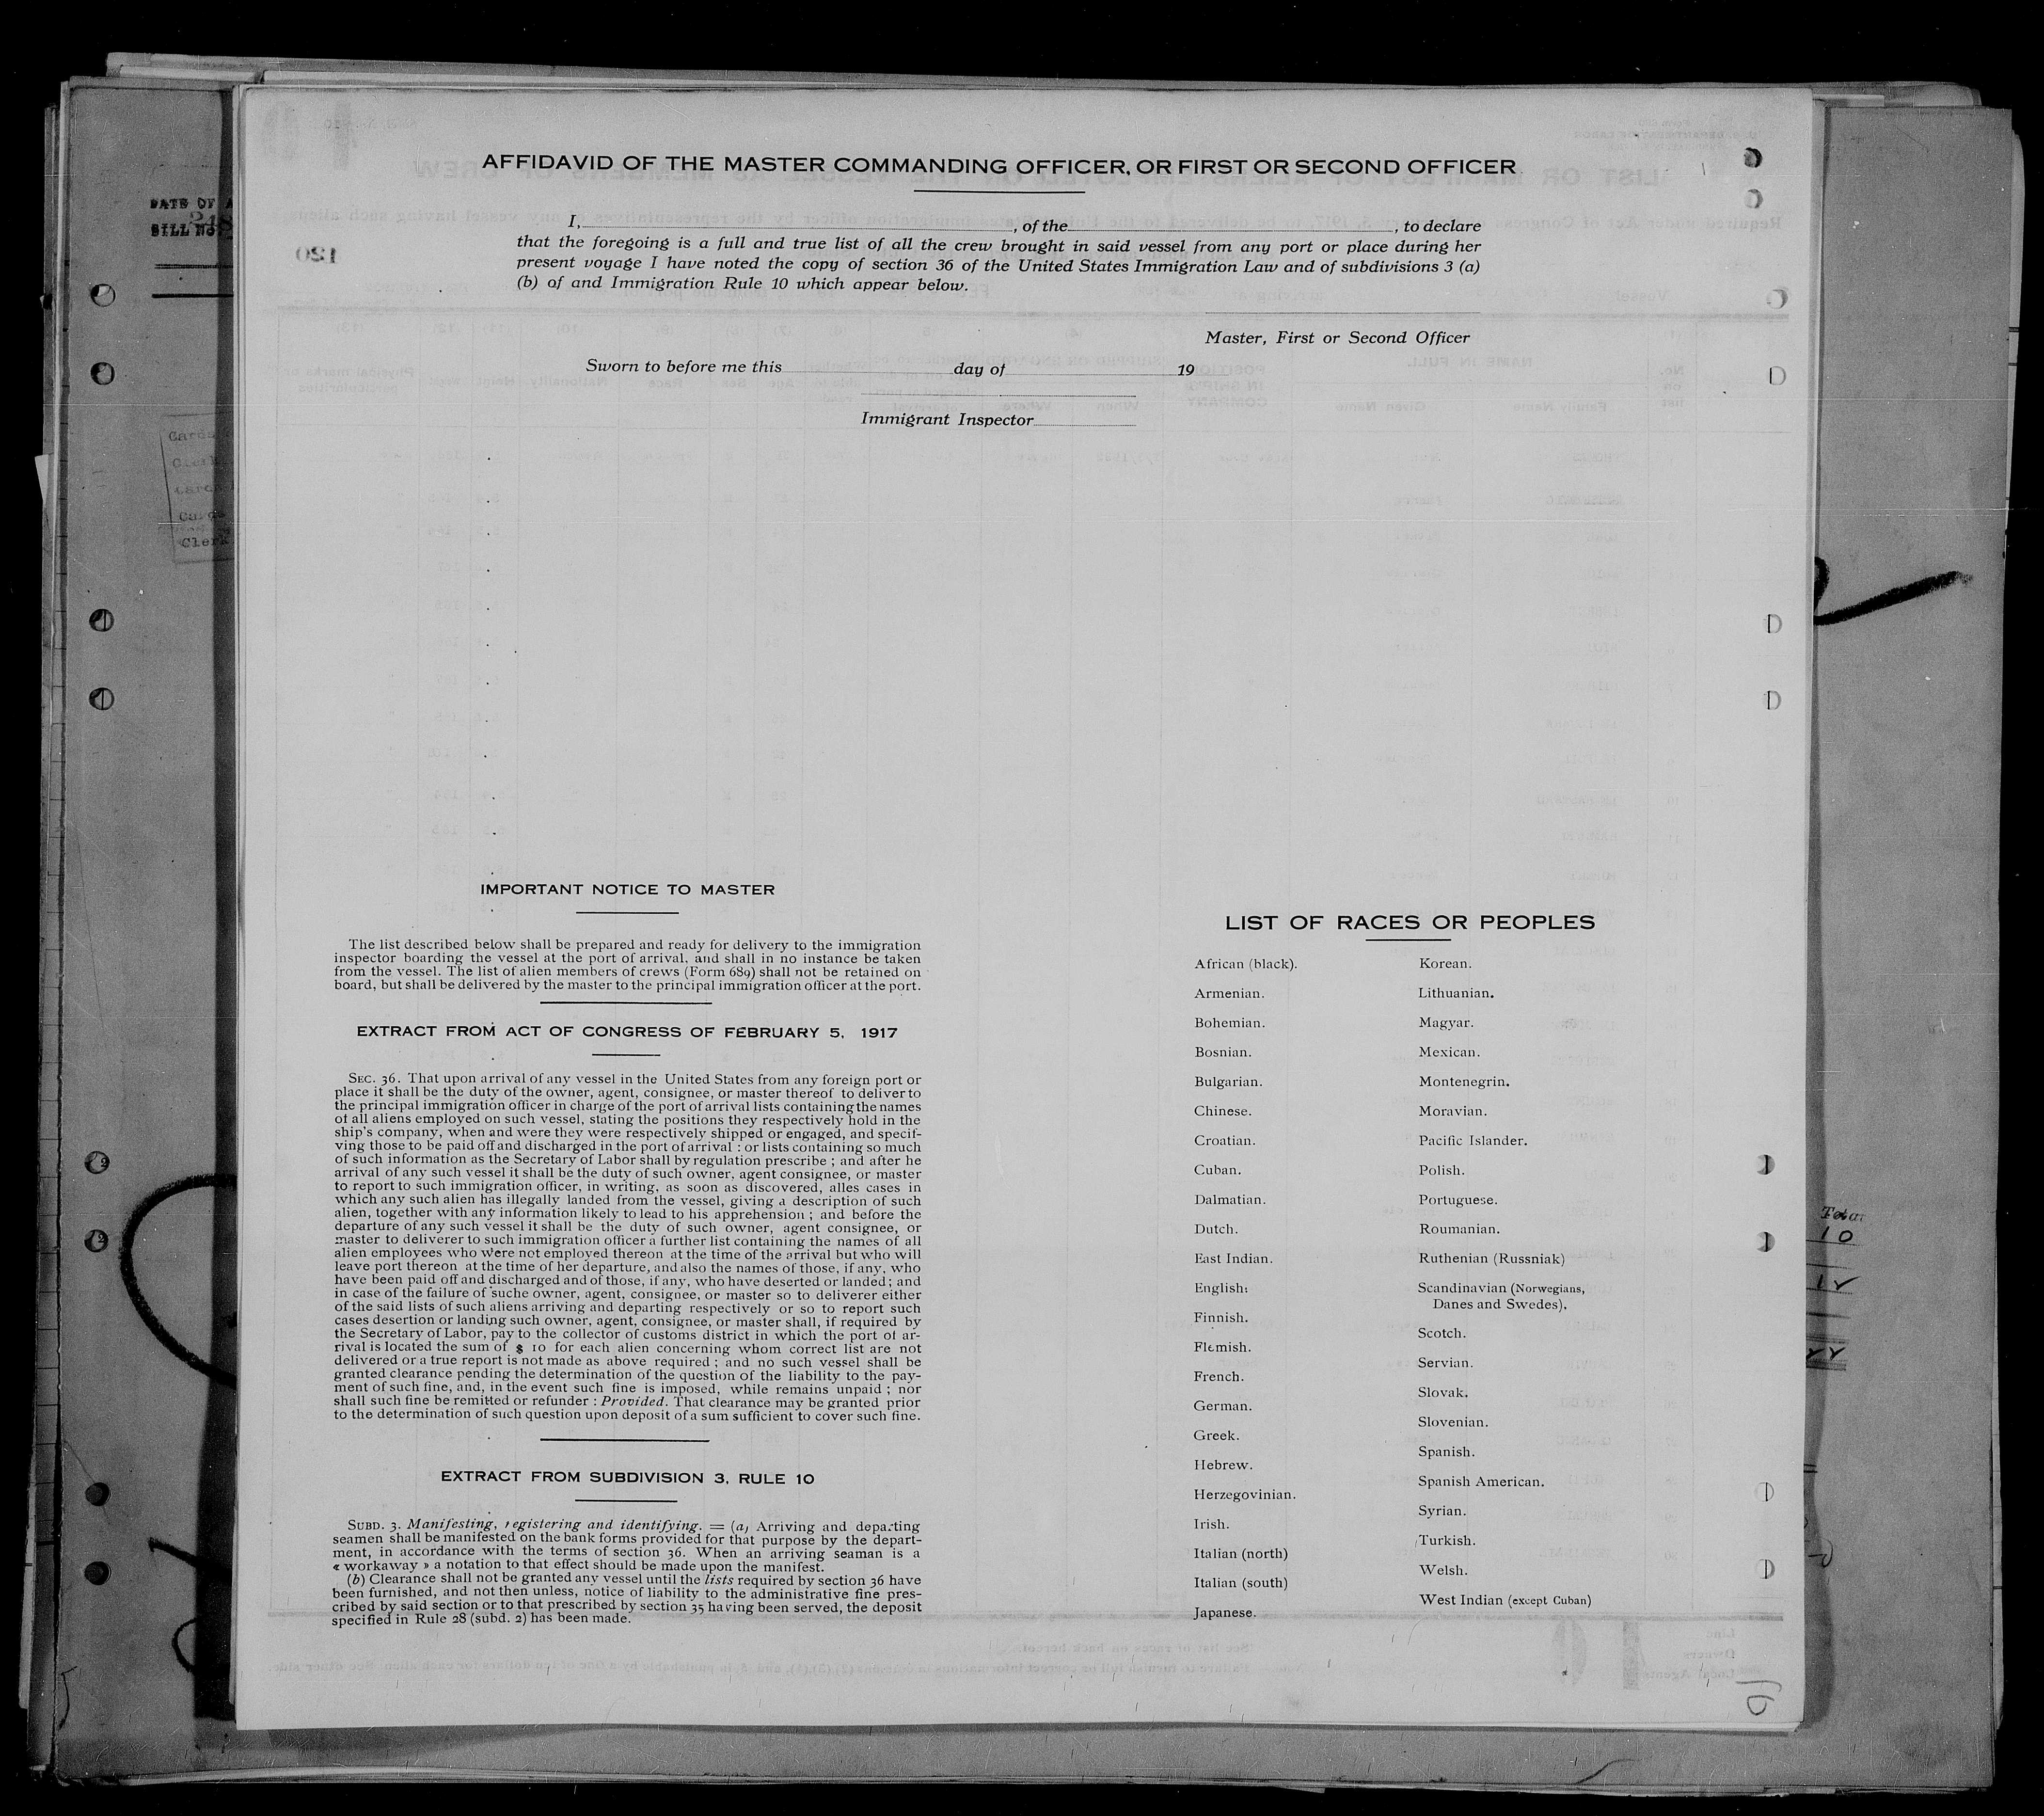 AFFIDAVID OF THE MASTER COMMANDING OFFICER, OR FIRST OR SECOND OFFICER
I, , of the , to declare
that the foregoing is a full and true list of all the crew brought in said vessel from any port or place during her
present voyage I have noted the copy of section 36 of the United States Immigration Law and of subdivisions 3 (a)
(b) of and Immigration Rule 10 which appear below.
Master, First or Second Officer
Sworn to before me this day of 19
Immigrant Inspector
IMPORTANT NOTICE TO MASTER
The list described below shall be prepared and ready for delivery to the immigration
inspector boarding the vessel at the port of arrival, and shall in no instance be taken
from the vessel. The list of alien members of crews (Form 689) shall not be retained on
board, but shall be delivered by the master to the principal immigration officer at the port.
EXTRACT FROM ACT OF CONGRESS OF FEBRUARY 5, 1917
SEC. 36. That upon arrival of any vessel in the United States from any foreign port or
place it shall be the duty of the owner, agent, consignee, or master thereof to deliver to
the principal immigration officer in charge of the port of arrival lists containing the names
of all aliens employed on such vessel, stating the positions they respectively hold in the
ship's company, when and were they were respectively shipped or engaged, and specif-
ying those to be paid off and discharged in the port of arrival : or lists containing so much
of such information as the Secretary of Labor shall by regulation prescribe ; and after he
arrival of any such vessel it shall be the duty of such owner, agent consignee, or master
to report to such immigration officer, in writing, as soon as discovered, alles cases in
which any such alien has illegally landed from the vessel, giving a description of such
alien, together with any information likely to lead to his apprehension ; and before the
departure of any such vessel it shall be the duty of such owner, agent consignee, or
master to deliverer to such immigration officer a further list containing the names of all
alien employees who were not employed thereon at the time of the arrival but who will
leave port thereon at the time of her departure, and also the names of those, if any, who
have been paid off and discharged and of those, if any, who have deserted or landed ; and
in case of the failure of suche owner, agent, consignee, or master so to deliverer either
of the said lists of such aliens arriving and departing respectively or so to report such
cases desertion or landing such owner, agent, consignee, or master shall, if required by
the Secretary of Labor, pay to the collector of customs district in which the port of ar-
rival is located the sum of $ 10 for each alien concerning whom correct list are not
delivered or a true report is not made as above required ; and no such vessel shall be
granted clearance pending the determination of the question of the liability to the pay-
ment of such fine, and, in the event such fine is imposed, while remains unpaid ; nor
shall such fine be remitted or refunder : Provided. That clearance may be granted prior
to the determination of such question upon deposit of a sum sufficient to cover such fine.
EXTRACT FROM SUBDIVISION 3, RULE 10
SUBD. 3. Manifesting, registering and identifying. = (a) Arriving and departing
seamen shall be manifested on the bank forms provided for that purpose by the depart-
ment, in accordance with the terms of section 36. When an arriving seaman is a
« workaway » a notation to that effect should be made upon the manifest.
(b) Clearance shall not be granted any vessel until the lists required by section 36 have
been furnished, and not then unless, notice of liability to the administrative fine pres-
cribed by said section or to that prescribed by section 35 having been served, the deposit
specified in Rule 28 (subd. 2) has been made.
LIST OF RACES OR PEOPLES
African (black).
Armenian.
Bohemian.
Bosnian.
Bulgarian.
Chinese.
Croatian.
Cuban.
Dalmatian.
Dutch.
East Indian.
English:
Finnish.
Flemish.
French.
German.
Greek.
Hebrew.
Herzegovinian.
Irish.
Italian (north)
Italian (south)
Japanese.
Korean.
Lithuanian.
Magyar.
Mexican.
Montenegrin.
Moravian.
Pacific Islander.
Polish.
Portuguese.
Roumanian.
Ruthenian (Russniak)
Scandinavian (Norwegians,
Danes and Swedes).
Scotch.
Servian.
Slovak.
Slovenian.
Spanish.
Spanish American.
Syrian.
Turkish.
Welsh.
West Indian (except Cuban)
DATE OF
BILL NO.
Clerk
10